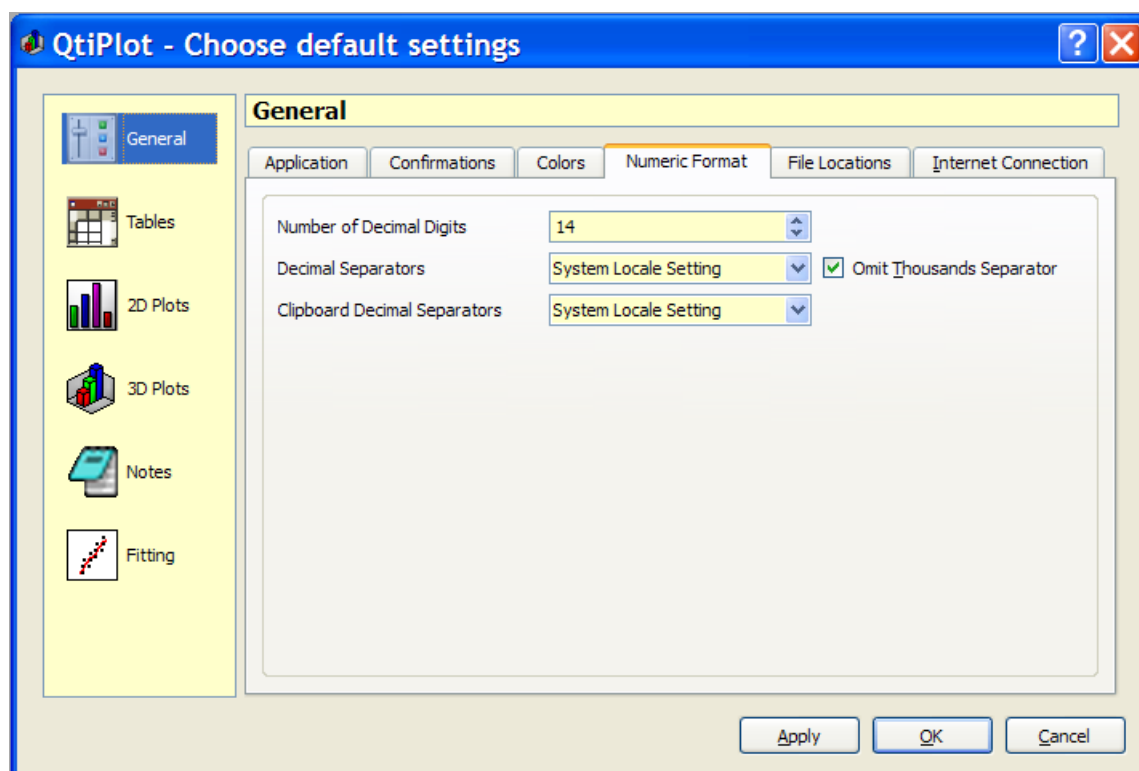 QtiPlot - Choose default settings
General
Tables
2D Plots
3D Plots
Notes
Fitting
General
Application Confirmations Colors Numeric Format File Locations Internet Connection
Number of Decimal Digits 14
Decimal Separators System Locale Setting Omit Thousands Separator
Clipboard Decimal Separators System Locale Setting
Apply OK Cancel